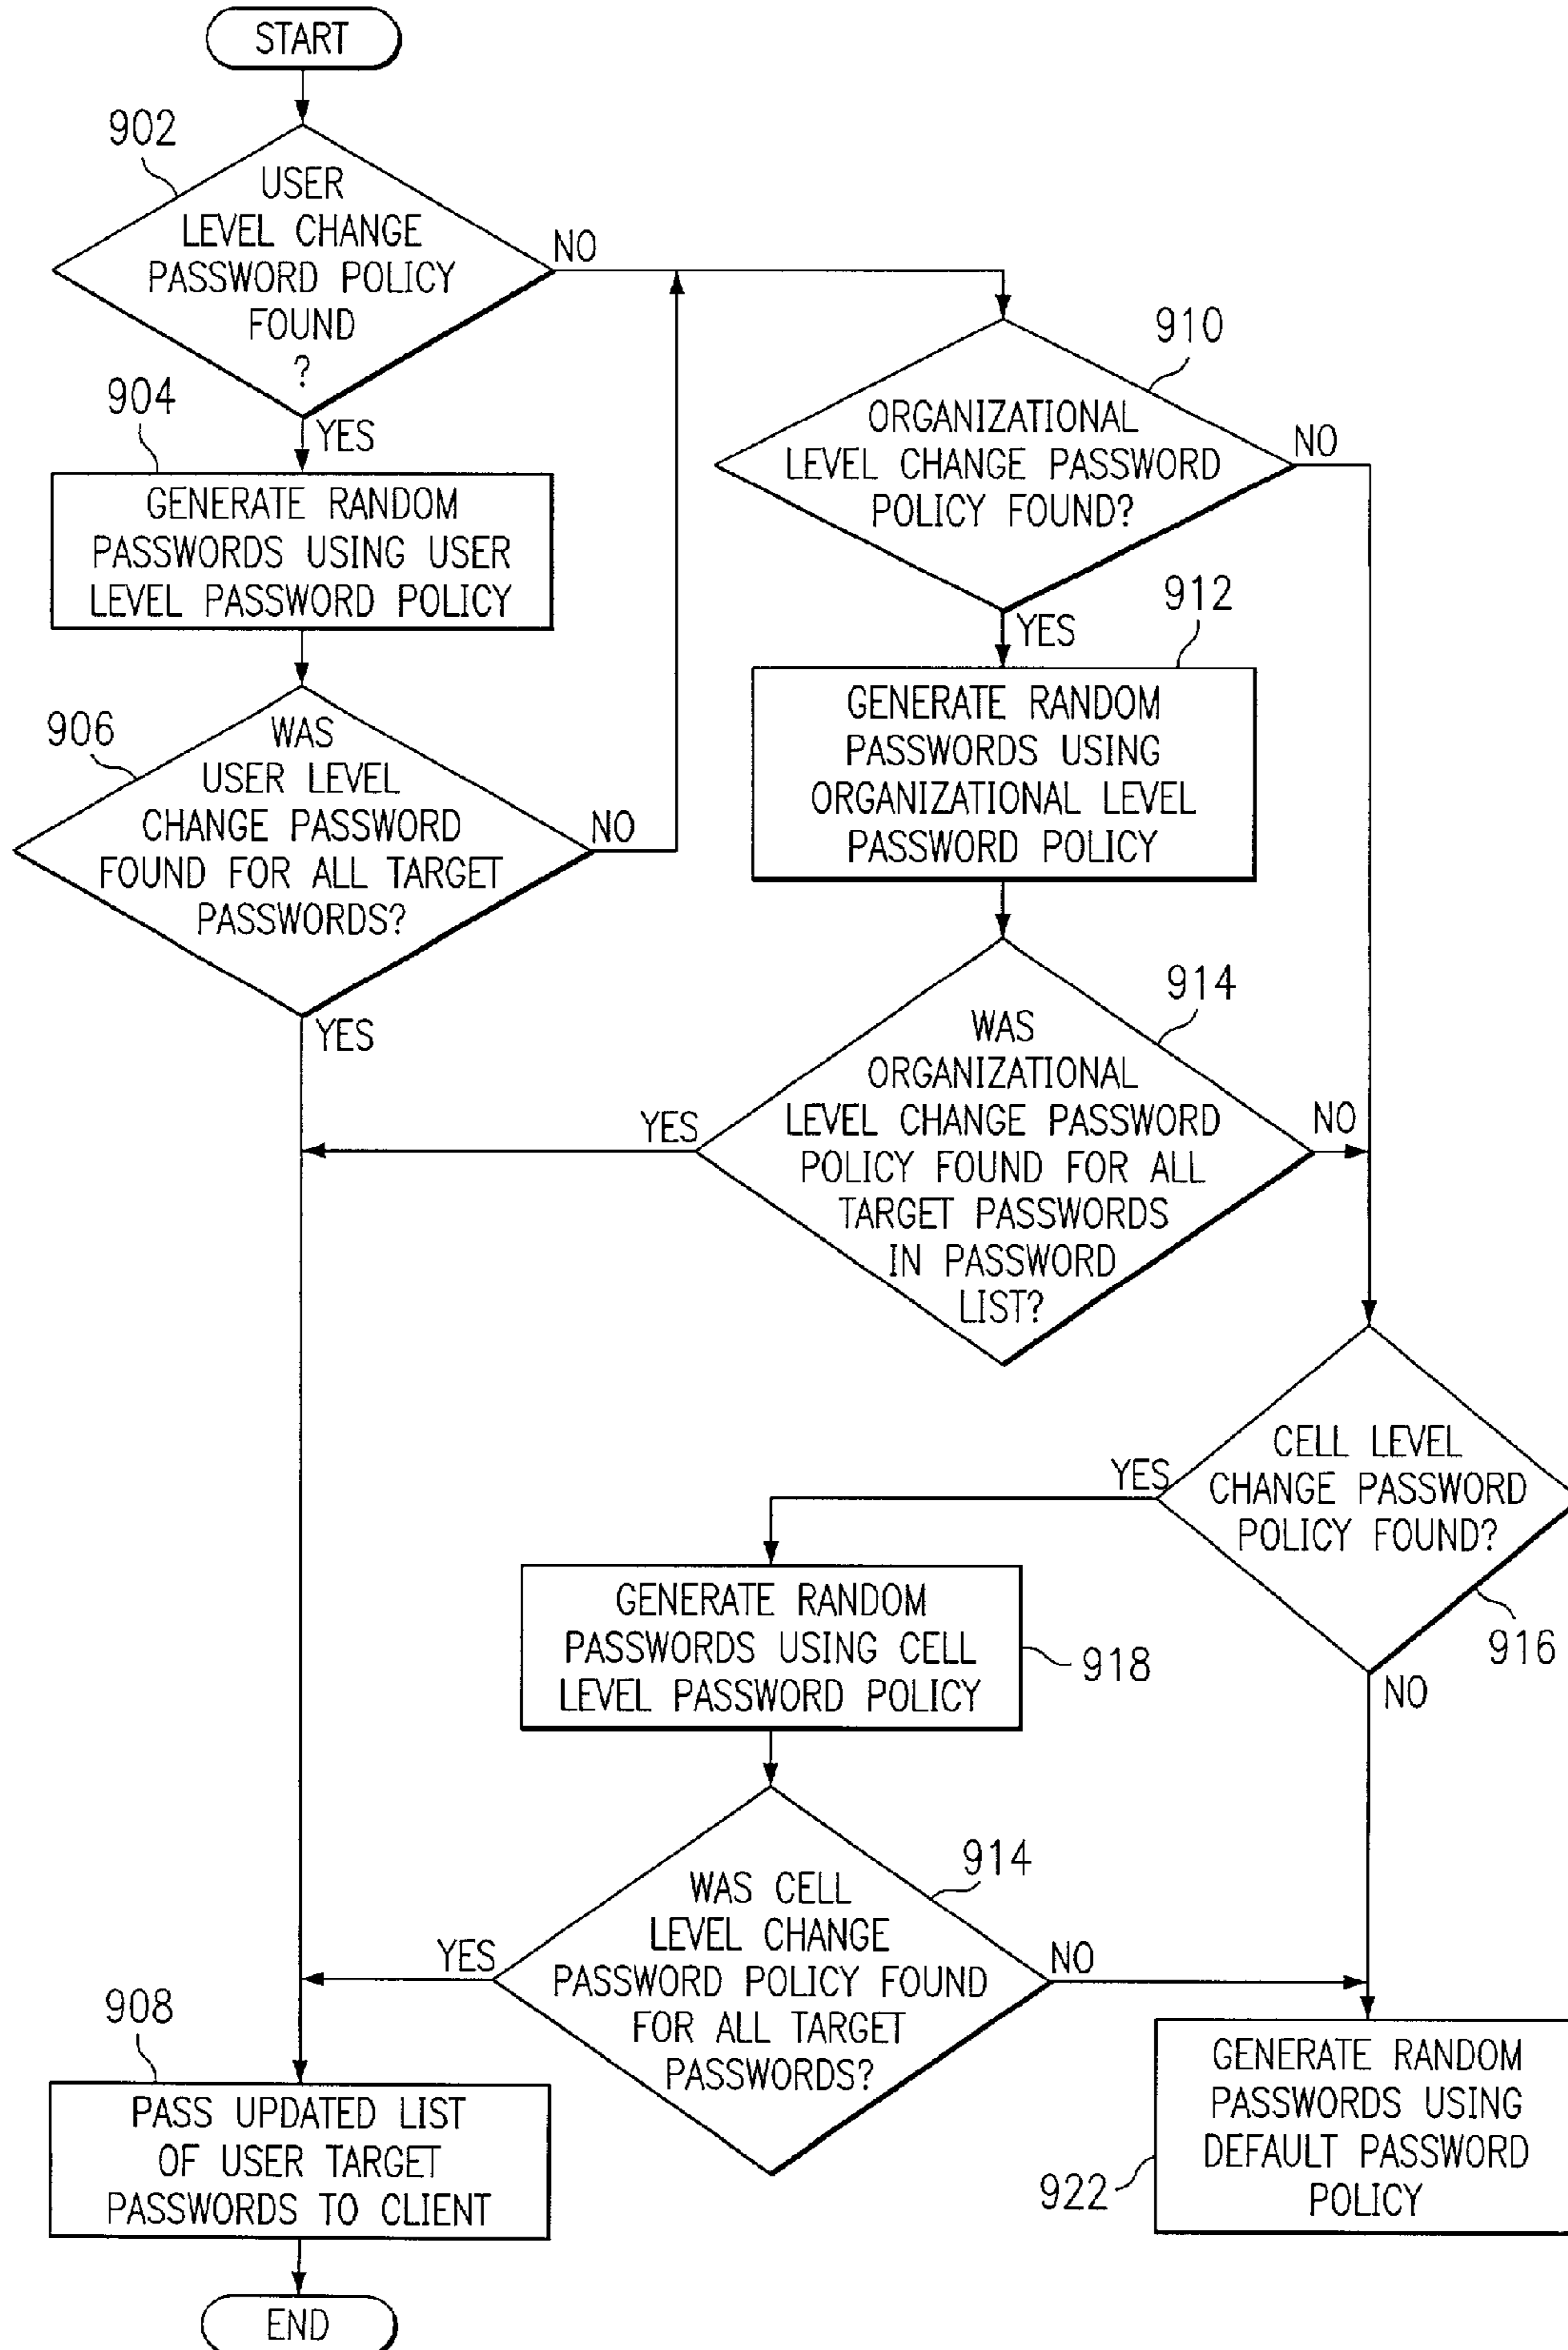 START
902
USER
LEVEL CHANGE
PASSWORD POLICY
FOUND
?
NO
YES
904
GENERATE RANDOM
PASSWORDS USING USER
LEVEL PASSWORD POLICY
906
WAS
USER LEVEL
CHANGE PASSWORD
FOUND FOR ALL TARGET
PASSWORDS?
NO
YES
910
ORGANIZATIONAL
LEVEL CHANGE PASSWORD
POLICY FOUND?
NO
YES
912
GENERATE RANDOM
PASSWORDS USING
ORGANIZATIONAL LEVEL
PASSWORD POLICY
914
WAS
ORGANIZATIONAL
LEVEL CHANGE PASSWORD
POLICY FOUND FOR ALL
TARGET PASSWORDS
IN PASSWORD
LIST?
YES
NO
CELL LEVEL
CHANGE PASSWORD
POLICY FOUND?
916
YES
NO
GENERATE RANDOM
PASSWORDS USING CELL
LEVEL PASSWORD POLICY
918
914
WAS CELL
LEVEL CHANGE
PASSWORD POLICY FOUND
FOR ALL TARGET
PASSWORDS?
YES
NO
908
PASS UPDATED LIST
OF USER TARGET
PASSWORDS TO CLIENT
922
GENERATE RANDOM
PASSWORDS USING
DEFAULT PASSWORD
POLICY
END